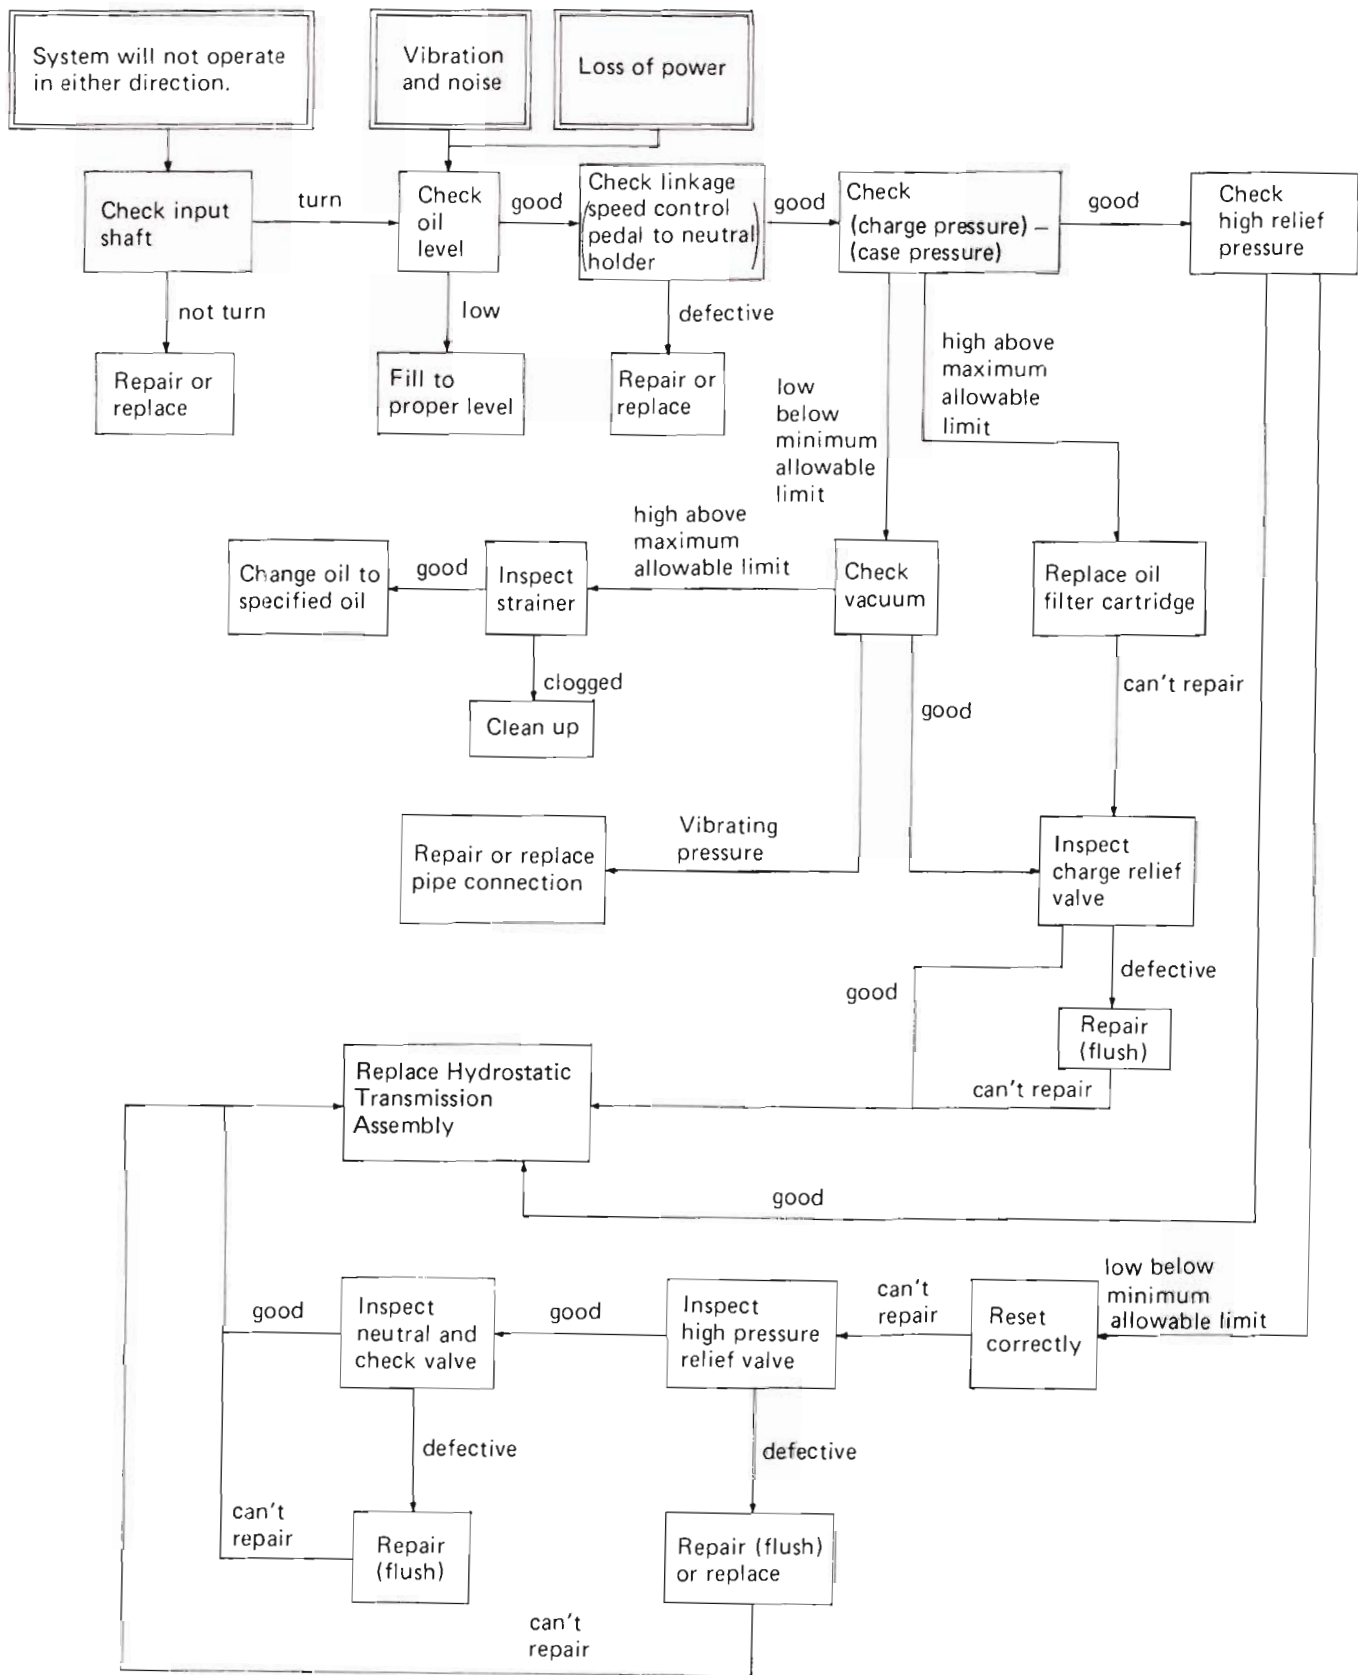 System will not operate
in either direction.
Vibration
and noise
Loss of power
Check input
shaft
turn
Check
oil
level
good
Check linkage
(speed control
pedal to neutral
holder)
good
Check
(charge pressure) –
(case pressure)
good
Check
high relief
pressure
not turn
low
defective
high above
maximum
allowable
limit
Repair or
replace
Fill to
proper level
Repair or
replace
low
below
minimum
allowable
limit
Change oil to
specified oil
good
Inspect
strainer
high above
maximum
allowable limit
Check
vacuum
Replace oil
filter cartridge
clogged
Clean up
good
can't repair
Repair or replace
pipe connection
Vibrating
pressure
Inspect
charge relief
valve
good
defective
Repair
(flush)
can't repair
Replace Hydrostatic
Transmission
Assembly
good
good
Inspect
neutral and
check valve
good
Inspect
high pressure
relief valve
can't
repair
Reset
correctly
low below
minimum
allowable limit
defective
defective
can't
repair
Repair
(flush)
Repair (flush)
or replace
can't
repair